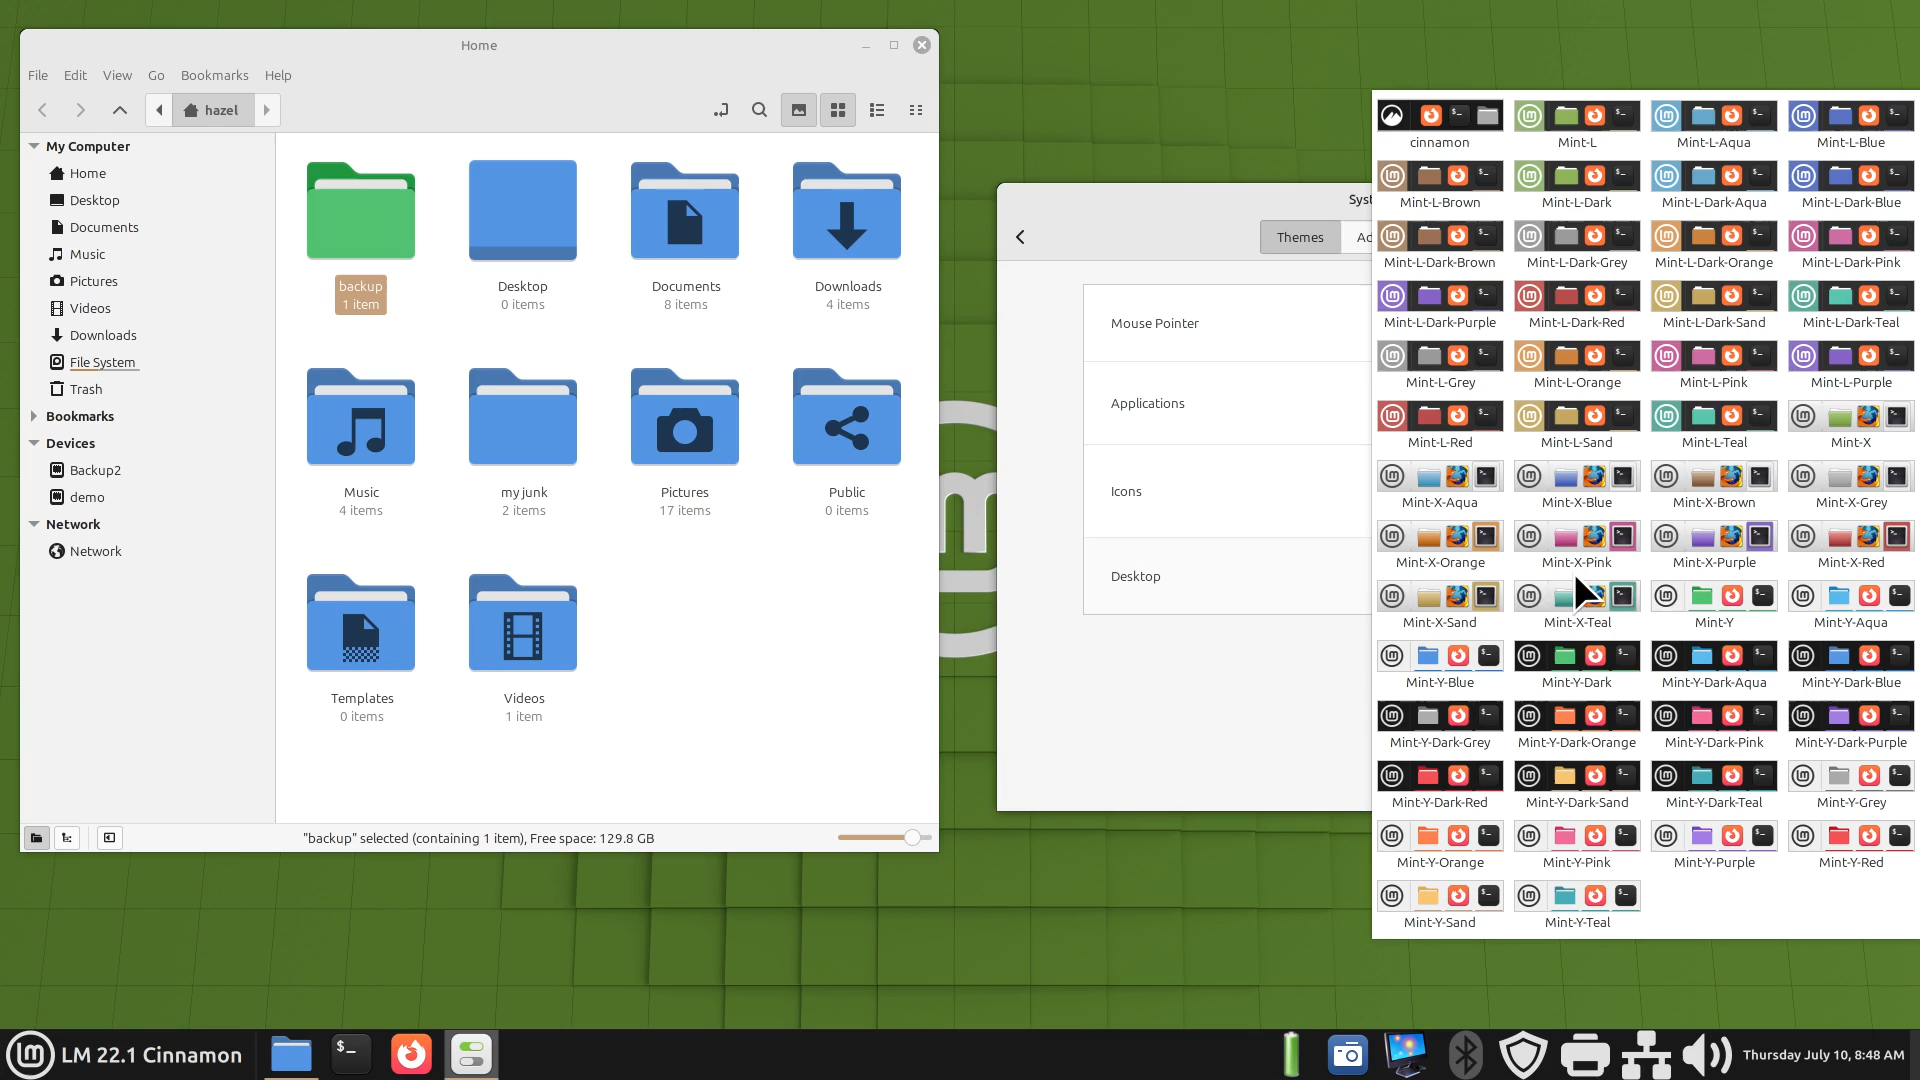 Home
File Edit View Go Bookmarks Help
hazel
My Computer
Home
Desktop
Documents
Music
Pictures
Videos
Downloads
File System
Trash
Bookmarks
Devices
Backup2
demo
Network
Network
backup
1 item
Desktop
0 items
Documents
8 items
Downloads
4 items
Music
4 items
my junk
2 items
Pictures
17 items
Public
0 items
Templates
0 items
Videos
1 item
"backup" selected (containing 1 item), Free space: 129.8 GB
Syst
Themes Ad
Mouse Pointer
Applications
Icons
Desktop
cinnamon Mint-L Mint-L-Aqua Mint-L-Blue
Mint-L-Brown Mint-L-Dark Mint-L-Dark-Aqua Mint-L-Dark-Blue
Mint-L-Dark-Brown Mint-L-Dark-Grey Mint-L-Dark-Orange Mint-L-Dark-Pink
Mint-L-Dark-Purple Mint-L-Dark-Red Mint-L-Dark-Sand Mint-L-Dark-Teal
Mint-L-Grey Mint-L-Orange Mint-L-Pink Mint-L-Purple
Mint-L-Red Mint-L-Sand Mint-L-Teal Mint-X
Mint-X-Aqua Mint-X-Blue Mint-X-Brown Mint-X-Grey
Mint-X-Orange Mint-X-Pink Mint-X-Purple Mint-X-Red
Mint-X-Sand Mint-X-Teal Mint-Y Mint-Y-Aqua
Mint-Y-Blue Mint-Y-Dark Mint-Y-Dark-Aqua Mint-Y-Dark-Blue
Mint-Y-Dark-Grey Mint-Y-Dark-Orange Mint-Y-Dark-Pink Mint-Y-Dark-Purple
Mint-Y-Dark-Red Mint-Y-Dark-Sand Mint-Y-Dark-Teal Mint-Y-Grey
Mint-Y-Orange Mint-Y-Pink Mint-Y-Purple Mint-Y-Red
Mint-Y-Sand Mint-Y-Teal
LM 22.1 Cinnamon
Thursday July 10, 8:48 AM